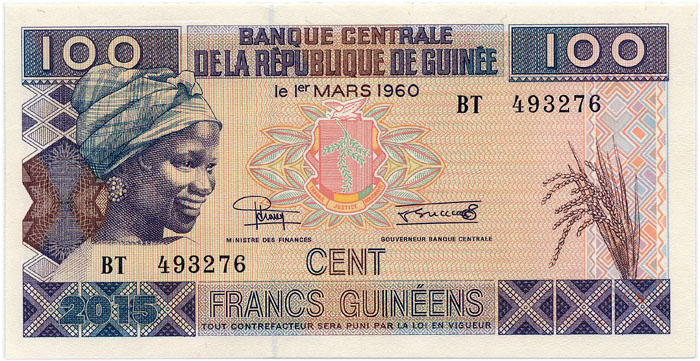 100
BANQUE CENTRALE
DE LA RÉPUBLIQUE DE GUINÉE
100
le 1er MARS 1960
BT 493276
JUSTICE
MINISTRE DES FINANCES
GOUVERNEUR BANQUE CENTRALE
BT 493276
CENT
2015
FRANCS GUINÉENS
TOUT CONTREFACTEUR SERA PUNI PAR LA LOI EN VIGUEUR